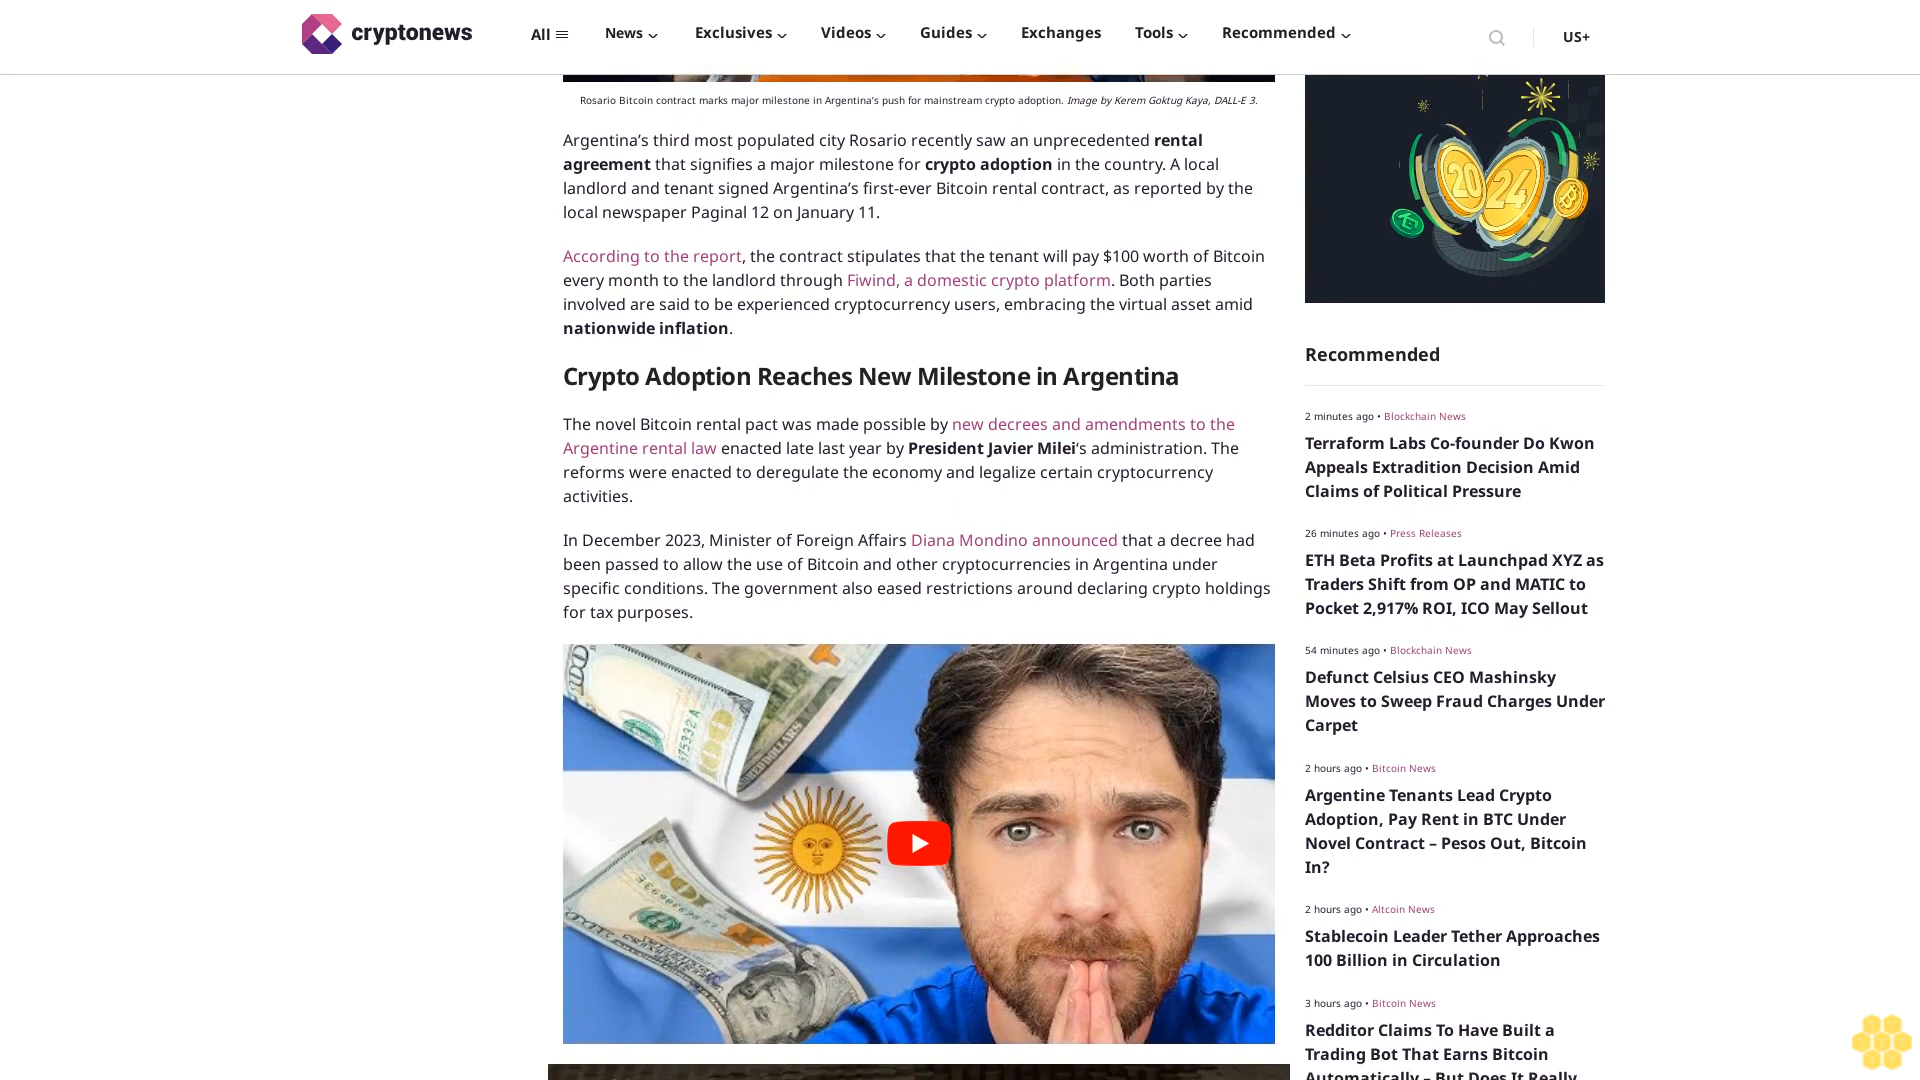 cryptonews
All
News
Exclusives
Videos
Guides
Exchanges
Tools
Recommended
US+
Rosario Bitcoin contract marks major milestone in Argentina’s push for mainstream crypto adoption. Image by Kerem Goktug Kaya, DALL-E 3.
Argentina’s third most populated city Rosario recently saw an unprecedented rental
agreement that signifies a major milestone for crypto adoption in the country. A local
landlord and tenant signed Argentina’s first-ever Bitcoin rental contract, as reported by the
local newspaper Paginal 12 on January 11.
According to the report, the contract stipulates that the tenant will pay $100 worth of Bitcoin
every month to the landlord through Fiwind, a domestic crypto platform. Both parties
involved are said to be experienced cryptocurrency users, embracing the virtual asset amid
nationwide inflation.
Crypto Adoption Reaches New Milestone in Argentina
The novel Bitcoin rental pact was made possible by new decrees and amendments to the
Argentine rental law enacted late last year by President Javier Milei‘s administration. The
reforms were enacted to deregulate the economy and legalize certain cryptocurrency
activities.
In December 2023, Minister of Foreign Affairs Diana Mondino announced that a decree had
been passed to allow the use of Bitcoin and other cryptocurrencies in Argentina under
specific conditions. The government also eased restrictions around declaring crypto holdings
for tax purposes.
100
20
24
Recommended
2 minutes ago • Blockchain News
Terraform Labs Co-founder Do Kwon
Appeals Extradition Decision Amid
Claims of Political Pressure
26 minutes ago • Press Releases
ETH Beta Profits at Launchpad XYZ as
Traders Shift from OP and MATIC to
Pocket 2,917% ROI, ICO May Sellout
54 minutes ago • Blockchain News
Defunct Celsius CEO Mashinsky
Moves to Sweep Fraud Charges Under
Carpet
2 hours ago • Bitcoin News
Argentine Tenants Lead Crypto
Adoption, Pay Rent in BTC Under
Novel Contract – Pesos Out, Bitcoin
In?
2 hours ago • Altcoin News
Stablecoin Leader Tether Approaches
100 Billion in Circulation
3 hours ago • Bitcoin News
Redditor Claims To Have Built a
Trading Bot That Earns Bitcoin
Automatically – But Does It Really